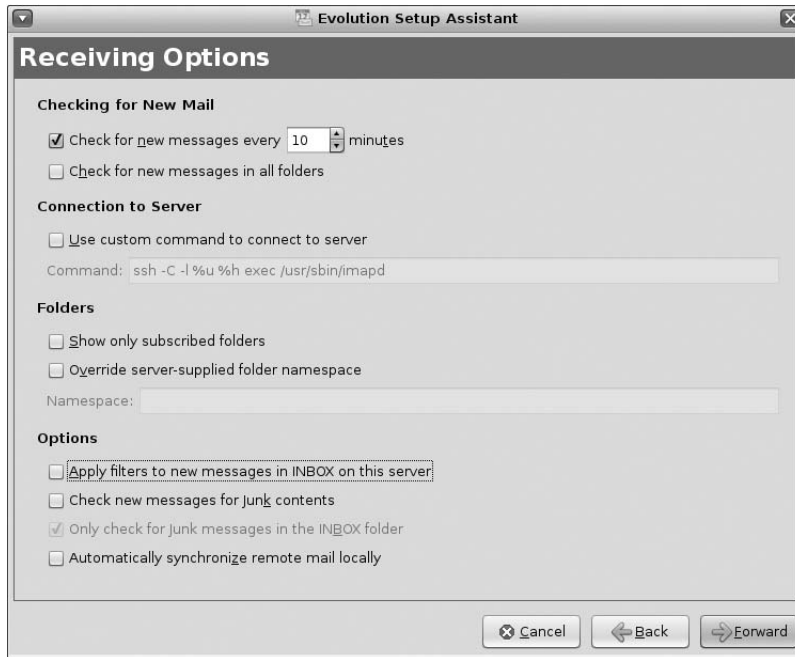 Evolution Setup Assistant
Receiving Options
Checking for New Mail
Check for new messages every 10 minutes
Check for new messages in all folders
Connection to Server
Use custom command to connect to server
Command: ssh -C -l %u %h exec /usr/sbin/imapd
Folders
Show only subscribed folders
Override server-supplied folder namespace
Namespace:
Options
Apply filters to new messages in INBOX on this server
Check new messages for Junk contents
Only check for Junk messages in the INBOX folder
Automatically synchronize remote mail locally
Cancel Back Forward